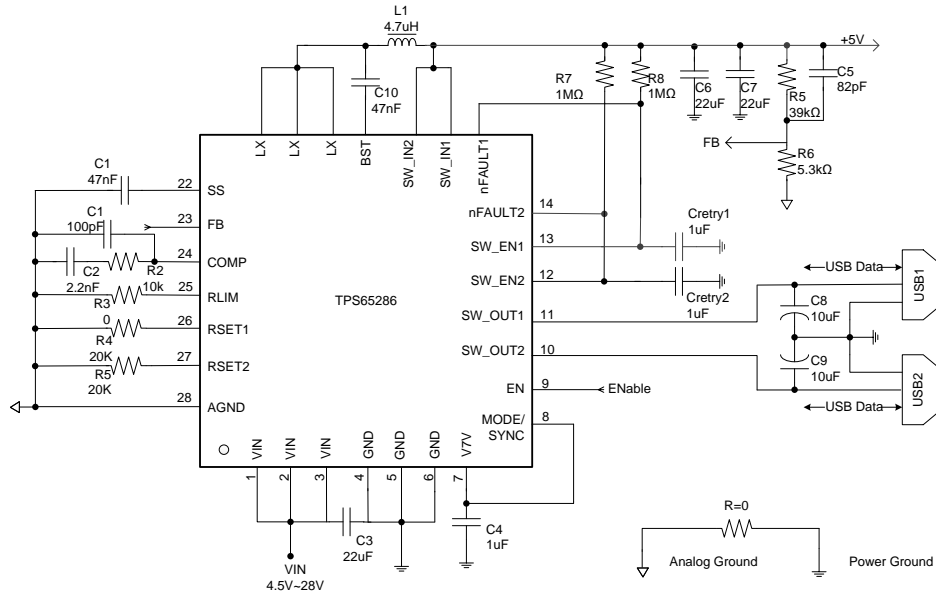 L1
4.7uH
+5V
C10
47nF
R7
1MΩ
R8
1MΩ
C6
22uF
C7
22uF
R5
39kΩ
C5
82pF
FB
R6
5.3kΩ
LX
LX
LX
BST
SW_IN2
SW_IN1
nFAULT1
C1
47nF
22
SS
C1
100pF
23
FB
24
COMP
C2
2.2nF
R2
10k
25
RLIM
R3
0
26
RSET1
R4
20K
27
RSET2
R5
20K
28
AGND
TPS65286
nFAULT2
14
SW_EN1
13
SW_EN2
12
SW_OUT1
11
SW_OUT2
10
EN
9
ENable
MODE/
SYNC
8
Cretry1
1uF
Cretry2
1uF
USB Data
USB1
C8
10uF
C9
10uF
USB Data
USB2
VIN
VIN
VIN
GND
GND
GND
V7V
1
2
3
4
5
6
7
C3
22uF
C4
1uF
VIN
4.5V~28V
R=0
Analog Ground
Power Ground